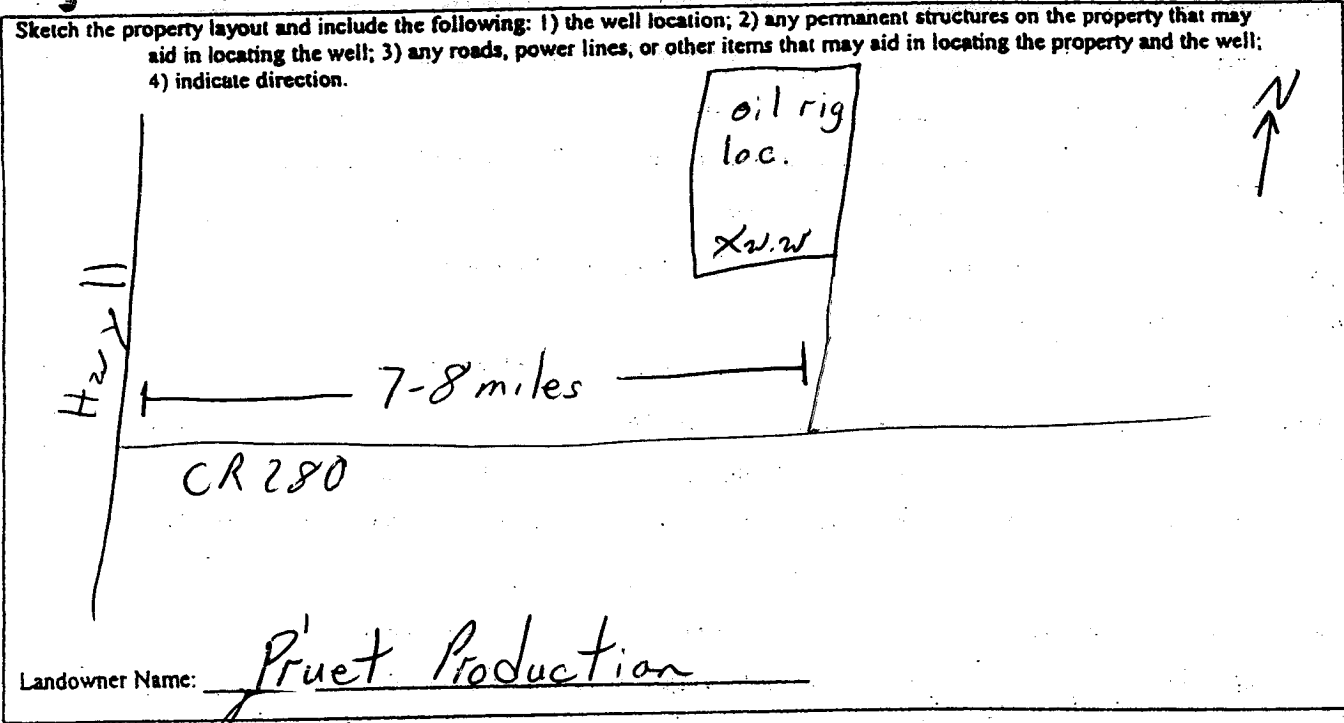 Sketch the property layout and include the following: 1) the well location; 2) any permanent structures on the property that may
aid in locating the well; 3) any roads, power lines, or other items that may aid in locating the property and the well;
4) indicate direction.
N
oil rig
loc.
X W.W
Hwy 11
7-8 miles
CR 280
Landowner Name: Pruet Production